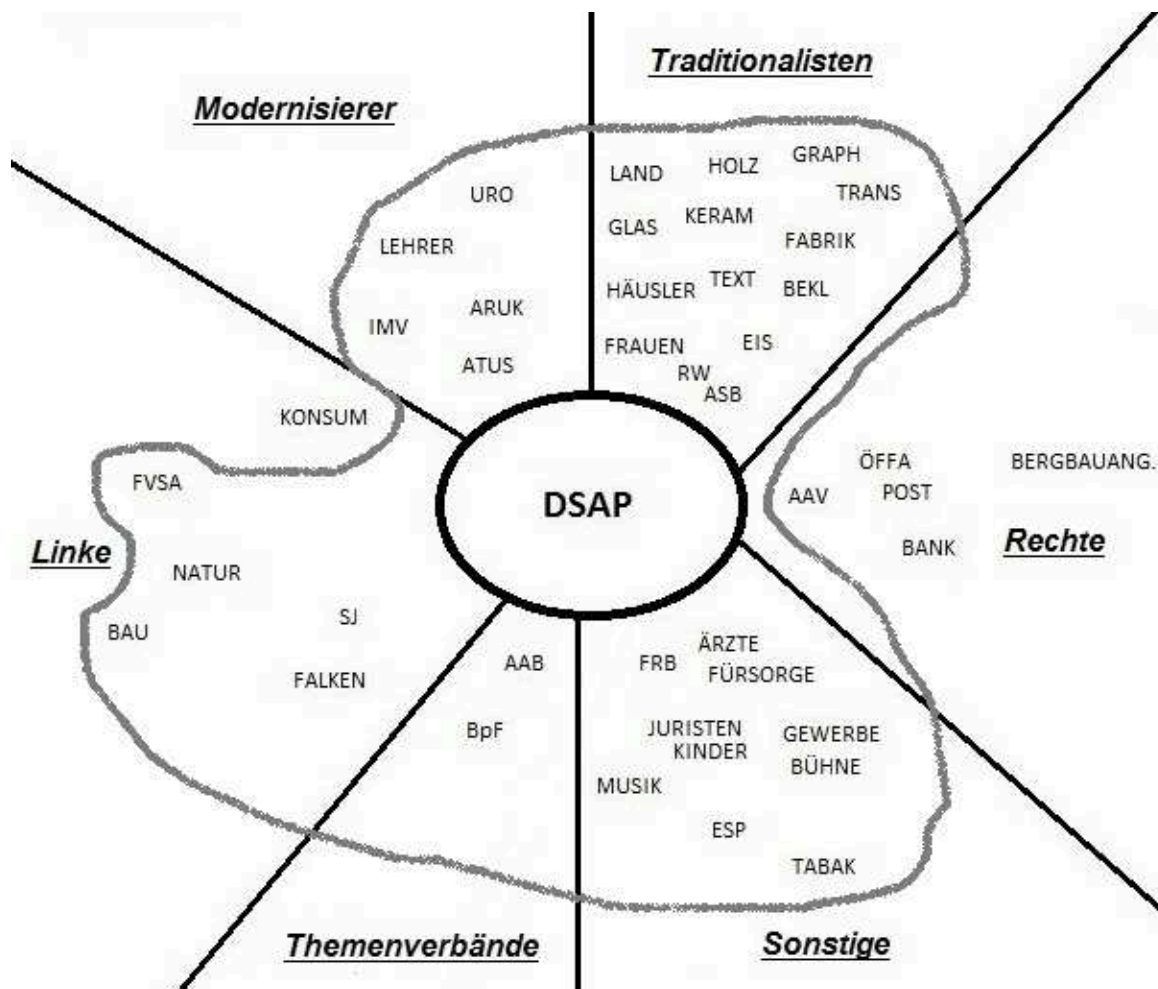 Traditionalisten
Modernisierer
GRAPH
HOLZ
LAND
TRANS
URO
KERAM
GLAS
FABRIK
LEHRER
TEXT
BEKL
HÄUSLER
ARUK
IMV
EIS
FRAUEN
ATUS
RW
ASB
KONSUM
ÖFFA
BERGBAUANG.
FVSA
POST
AAV
DSAP
BANK
Rechte
Linke
NATUR
SJ
BAU
ÄRZTE
AAB
FRB
FÜRSORGE
FALKEN
BpF
JURISTEN
GEWERBE
KINDER
BÜHNE
MUSIK
ESP
TABAK
Themenverbände
Sonstige